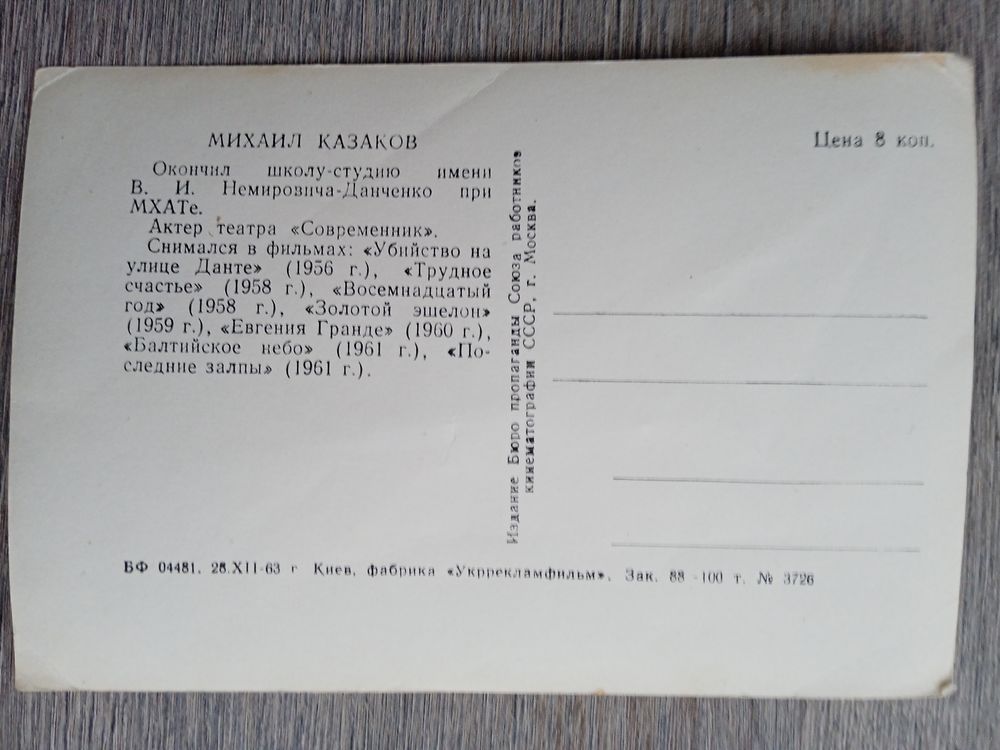 МИХАИЛ КАЗАКОВ
Окончил школу-студию имени
В. И. Немировича-Данченко при
МХАТе.
Актер театра «Современник».
Снимался в фильмах: «Убийство на
улице Данте» (1956 г.), «Трудное
счастье» (1958 г.), «Восемнадцатый
год» (1958 г.), «Золотой эшелон»
(1959 г.), «Евгения Гранде» (1960 г.),
«Балтийское небо» (1961 г.), «По-
следние залпы» (1961 г.).
Издание Бюро пропаганды Союза работников
кинематографии СССР, г. Москва.
Цена 8 коп.
БФ 04481. 28.XII-63 г Киев, фабрика «Укррекламфильм». Зак. 88 -100 т. № 3726